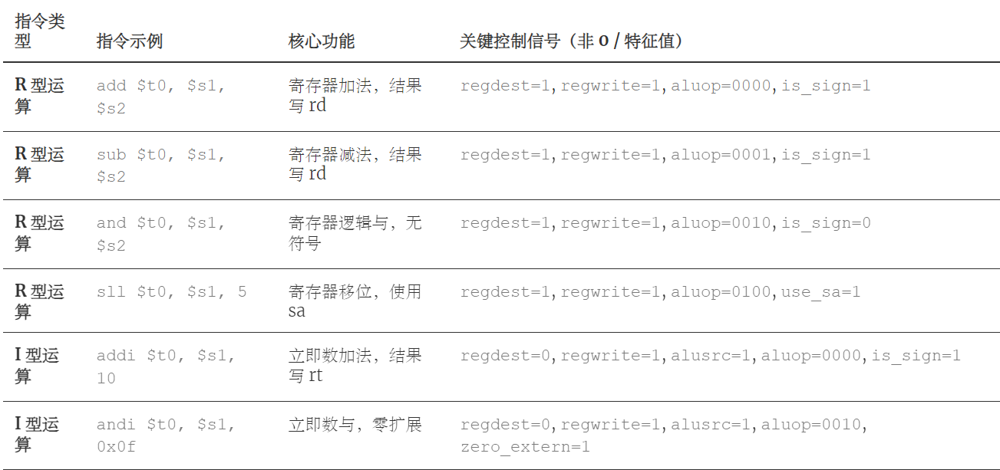 指令类
型
指令示例
核心功能
关键控制信号（非 0 / 特征值）
R 型运
算
add $t0, $s1,
$s2
寄存器加法，结果
写 rd
regdest=1, regwrite=1, aluop=0000, is_sign=1
R 型运
算
sub $t0, $s1,
$s2
寄存器减法，结果
写 rd
regdest=1, regwrite=1, aluop=0001, is_sign=1
R 型运
算
and $t0, $s1,
$s2
寄存器逻辑与，无
符号
regdest=1, regwrite=1, aluop=0010, is_sign=0
R 型运
算
sll $t0, $s1, 5
寄存器移位，使用
sa
regdest=1, regwrite=1, aluop=0100, use_sa=1
I 型运
算
addi $t0, $s1,
10
立即数加法，结果
写 rt
regdest=0, regwrite=1, alusrc=1, aluop=0000, is_sign=1
I 型运
算
andi $t0, $s1,
0x0f
立即数与，零扩展
regdest=0, regwrite=1, alusrc=1, aluop=0010,
zero_extern=1